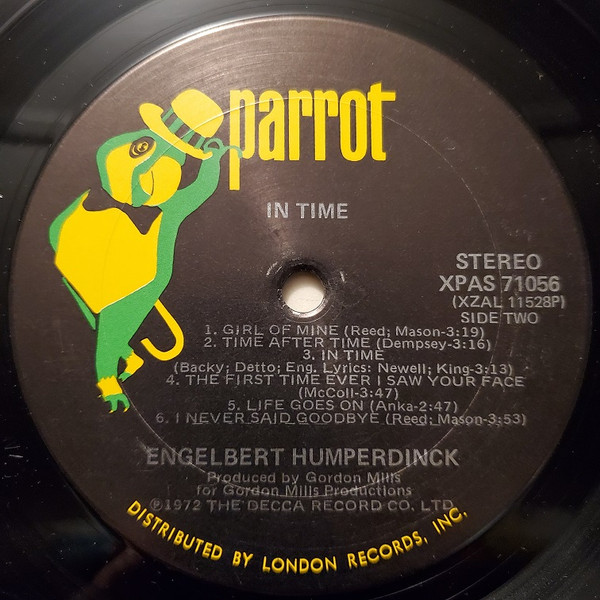 parrot
IN TIME
STEREO
XPAS 71056
(XZAL 11528P)
SIDE TWO
1. GIRL OF MINE (Reed; Mason-3:19)
2. TIME AFTER TIME (Dempsey-3:16)
3. IN TIME
(Backy; Detto; Eng. Lyrics: Newell; King-3:13)
4. THE FIRST TIME EVER I SAW YOUR FACE
(McColl-3:47)
5. LIFE GOES ON (Anka-2:47)
6. I NEVER SAID GOODBYE (Reed; Mason-3:53)
ENGELBERT HUMPERDINCK
Produced by Gordon Mills
for Gordon Mills Productions
℗1972 THE DECCA RECORD CO. LTD.
DISTRIBUTED BY LONDON RECORDS, INC.